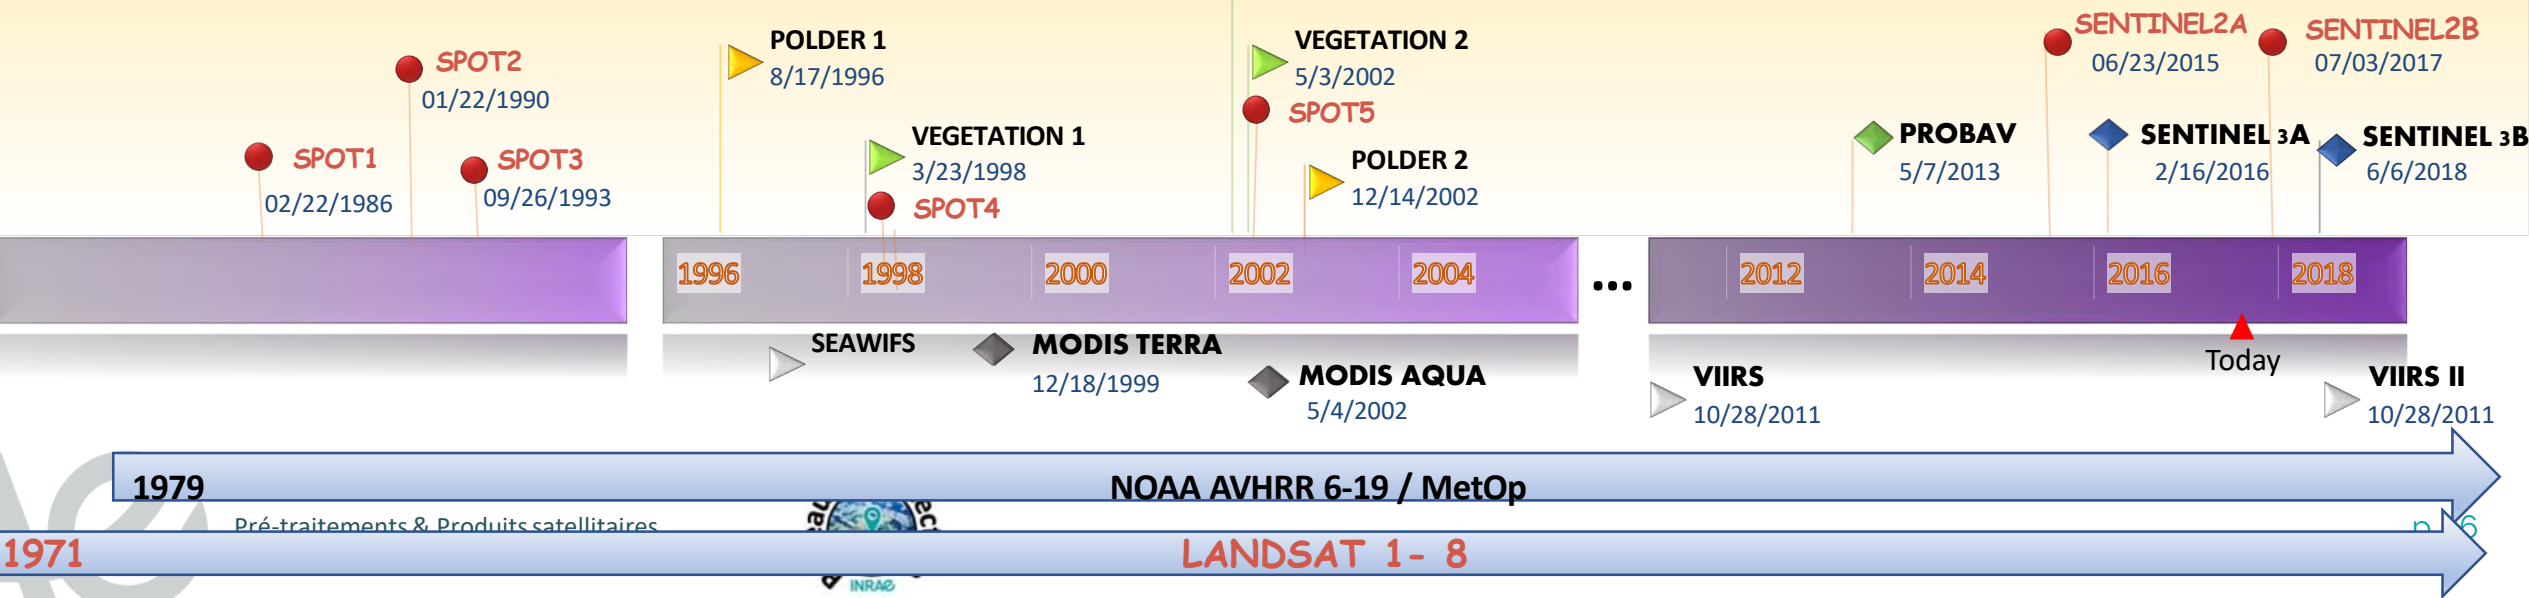 SPOT1
02/22/1986
SPOT2
01/22/1990
SPOT3
09/26/1993
POLDER 1
8/17/1996
VEGETATION 1
3/23/1998
SPOT4
VEGETATION 2
5/3/2002
SPOT5
POLDER 2
12/14/2002
PROBAV
5/7/2013
SENTINEL2A
06/23/2015
SENTINEL 3A
2/16/2016
SENTINEL2B
07/03/2017
SENTINEL 3B
6/6/2018
1996 1998 2000 2002 2004 ... 2012 2014 2016 2018
SEAWIFS
MODIS TERRA
12/18/1999
MODIS AQUA
5/4/2002
VIIRS
10/28/2011
Today
VIIRS II
10/28/2011
1979 NOAA AVHRR 6-19 / MetOp
Pré-traitements & Produits satellitaires
1971 LANDSAT 1- 8
INRAE